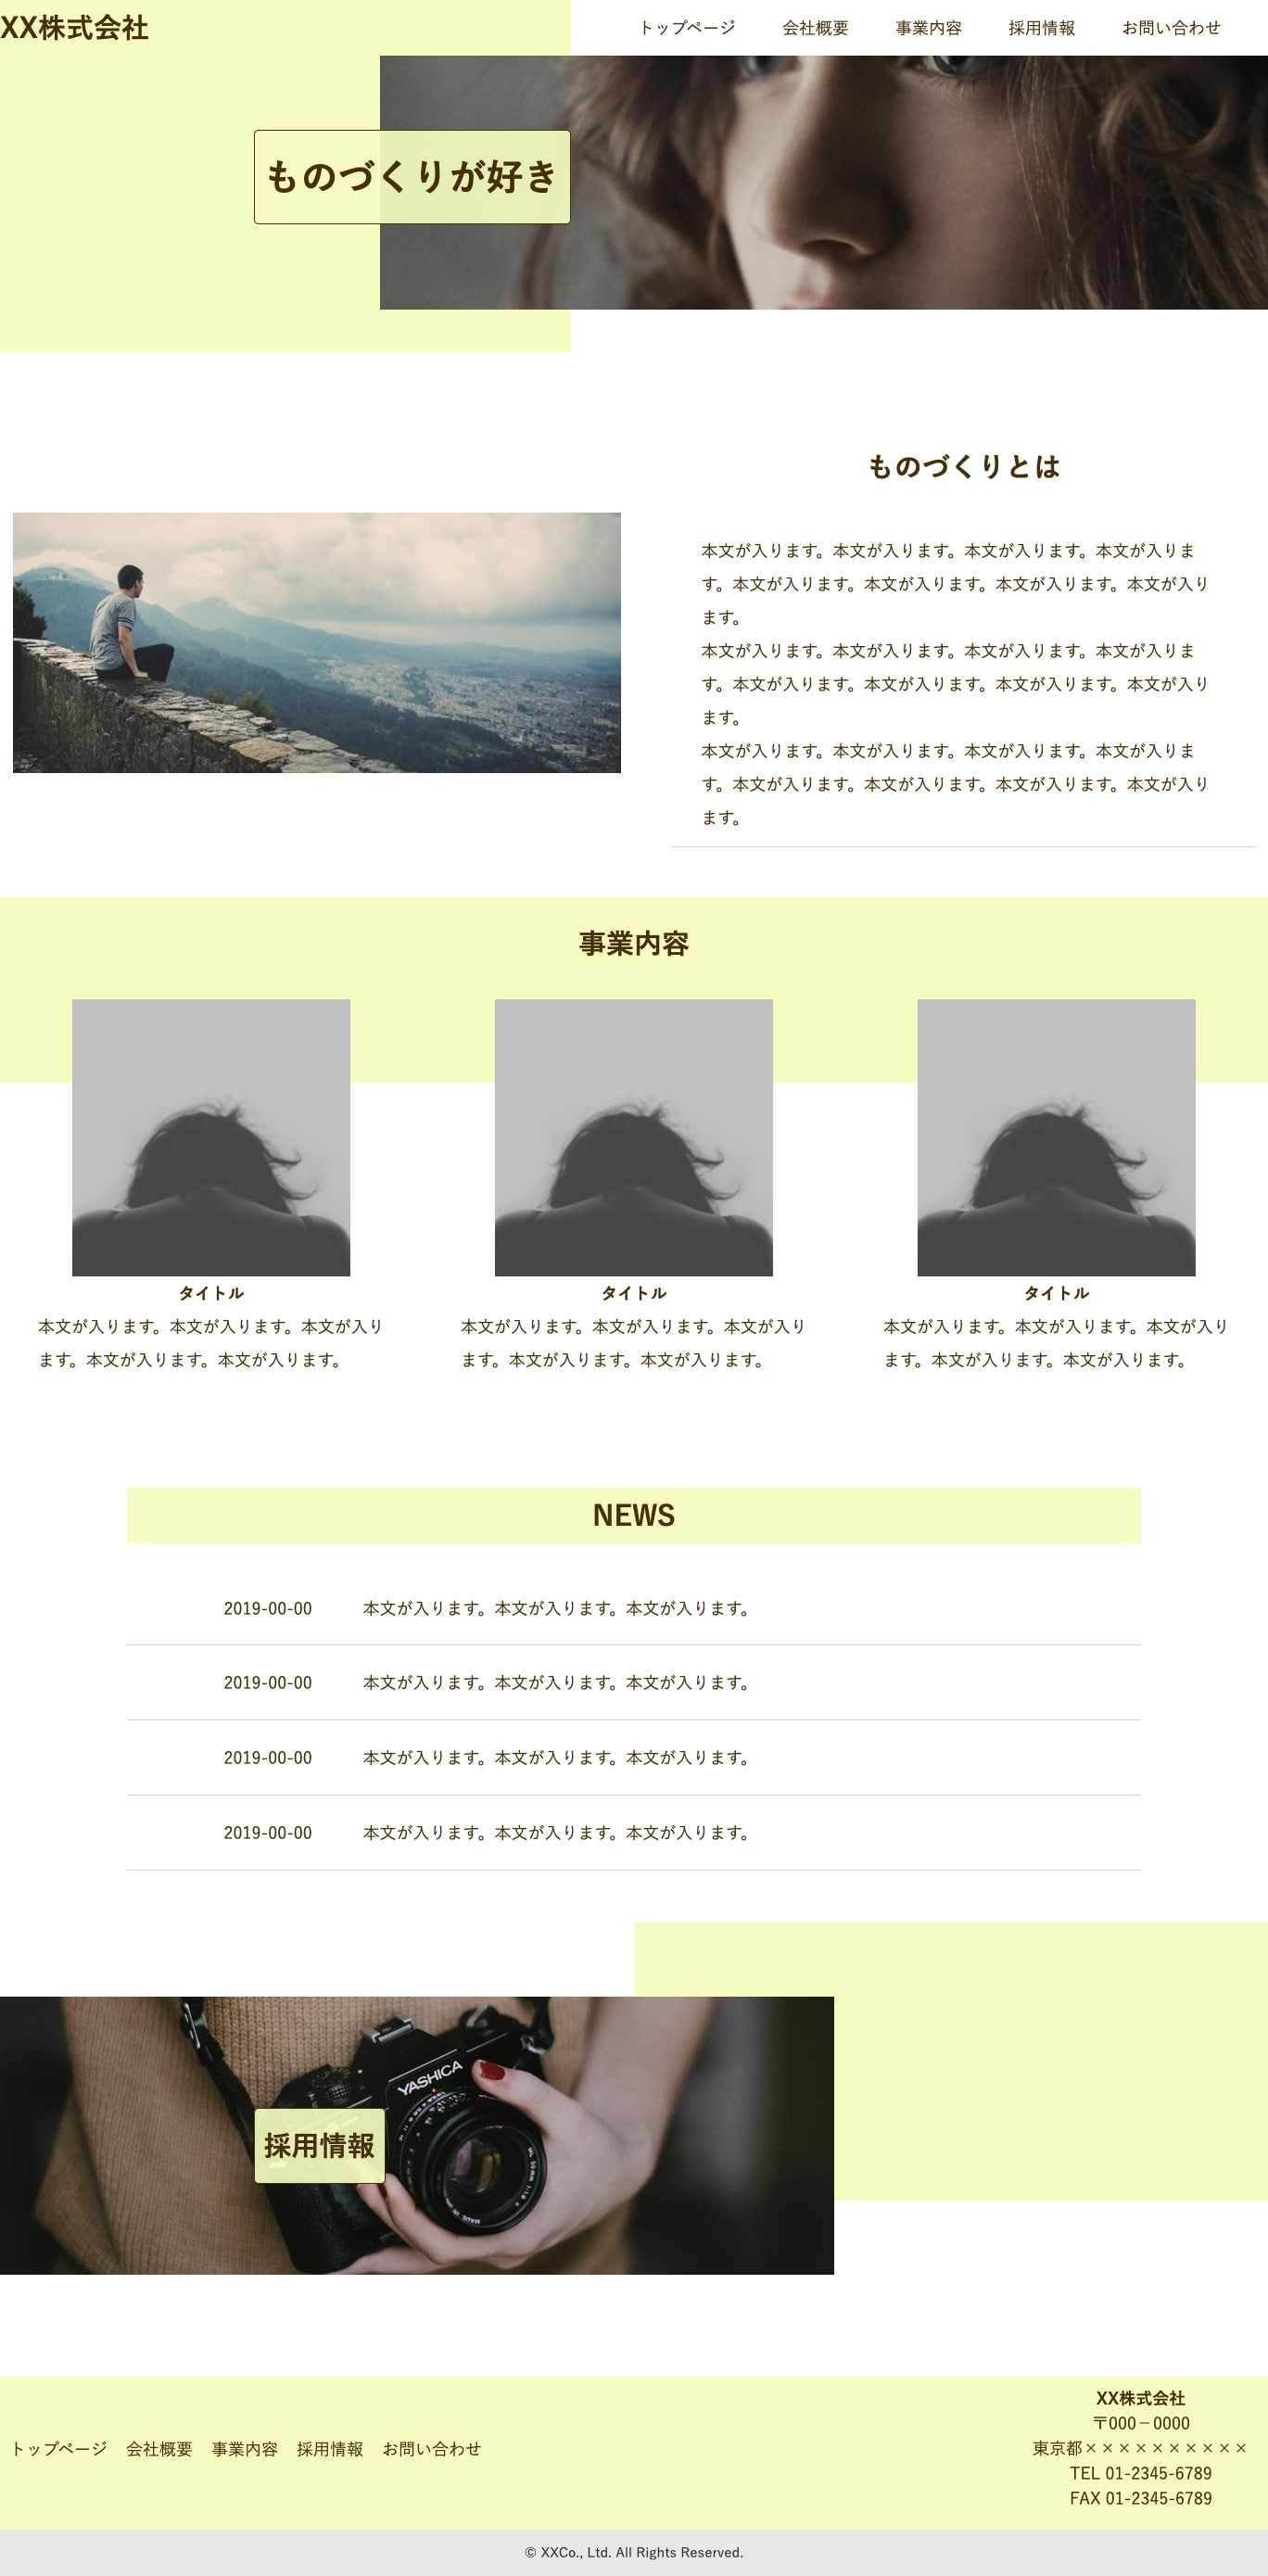 XX株式会社
トップページ 会社概要 事業内容 採用情報 お問い合わせ
ものづくりが好き
ものづくりとは
本文が入ります。本文が入ります。本文が入ります。本文が入りま
す。本文が入ります。本文が入ります。本文が入ります。本文が入り
ます。
本文が入ります。本文が入ります。本文が入ります。本文が入りま
す。本文が入ります。本文が入ります。本文が入ります。本文が入り
ます。
本文が入ります。本文が入ります。本文が入ります。本文が入りま
す。本文が入ります。本文が入ります。本文が入ります。本文が入り
ます。
事業内容
タイトル
本文が入ります。本文が入ります。本文が入り
ます。本文が入ります。本文が入ります。
タイトル
本文が入ります。本文が入ります。本文が入り
ます。本文が入ります。本文が入ります。
タイトル
本文が入ります。本文が入ります。本文が入り
ます。本文が入ります。本文が入ります。
NEWS
2019-00-00 本文が入ります。本文が入ります。本文が入ります。
2019-00-00 本文が入ります。本文が入ります。本文が入ります。
2019-00-00 本文が入ります。本文が入ります。本文が入ります。
2019-00-00 本文が入ります。本文が入ります。本文が入ります。
YASHICA
採用情報
トップページ 会社概要 事業内容 採用情報 お問い合わせ
XX株式会社
〒000−0000
東京都××××××××××
TEL 01-2345-6789
FAX 01-2345-6789
© XXCo., Ltd. All Rights Reserved.